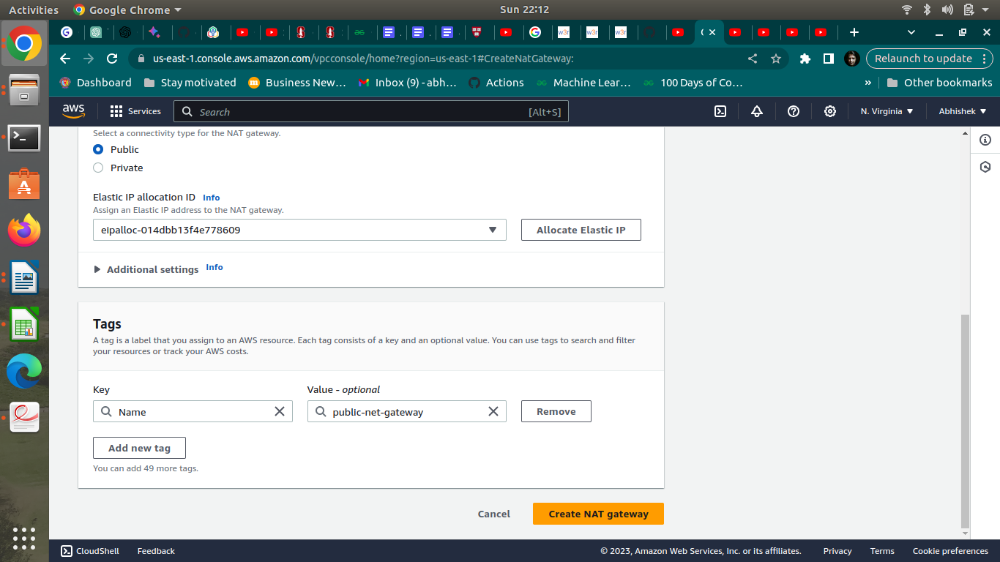 Activities Google Chrome Sun 22:12
us-east-1.console.aws.amazon.com/vpcconsole/home?region=us-east-1#CreateNatGateway: Relaunch to update
Dashboard Stay motivated Business New… Inbox (9) - abh… Actions Machine Lear… 100 Days of Co… » Other bookmarks
aws Services Search [Alt+S] N. Virginia Abhishek
Select a connectivity type for the NAT gateway.
Public
Private
Elastic IP allocation ID Info
Assign an Elastic IP address to the NAT gateway.
eipalloc-014dbb13f4e778609 Allocate Elastic IP
Additional settings Info
Tags
A tag is a label that you assign to an AWS resource. Each tag consists of a key and an optional value. You can use tags to search and filter
your resources or track your AWS costs.
Key Value - optional
Name public-net-gateway Remove
Add new tag
You can add 49 more tags.
Cancel Create NAT gateway
CloudShell Feedback © 2023, Amazon Web Services, Inc. or its affiliates. Privacy Terms Cookie preferences